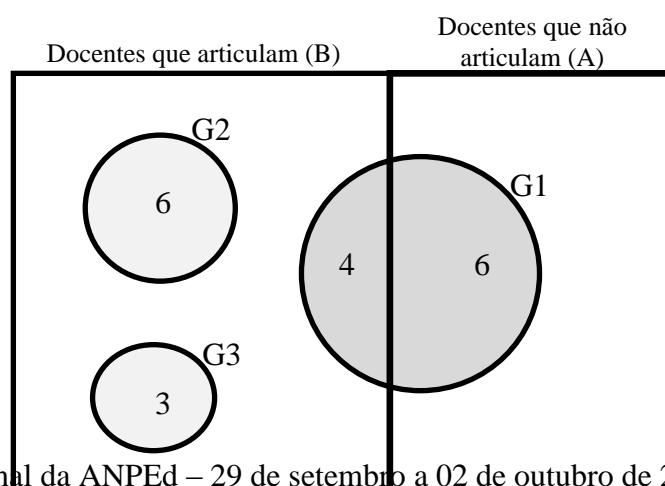 Docentes que não
articulam (A)
Docentes que articulam (B)
G2
6
G1
4
6
G3
3
da ANPEd – 29 de setembro a 02 de outubro de